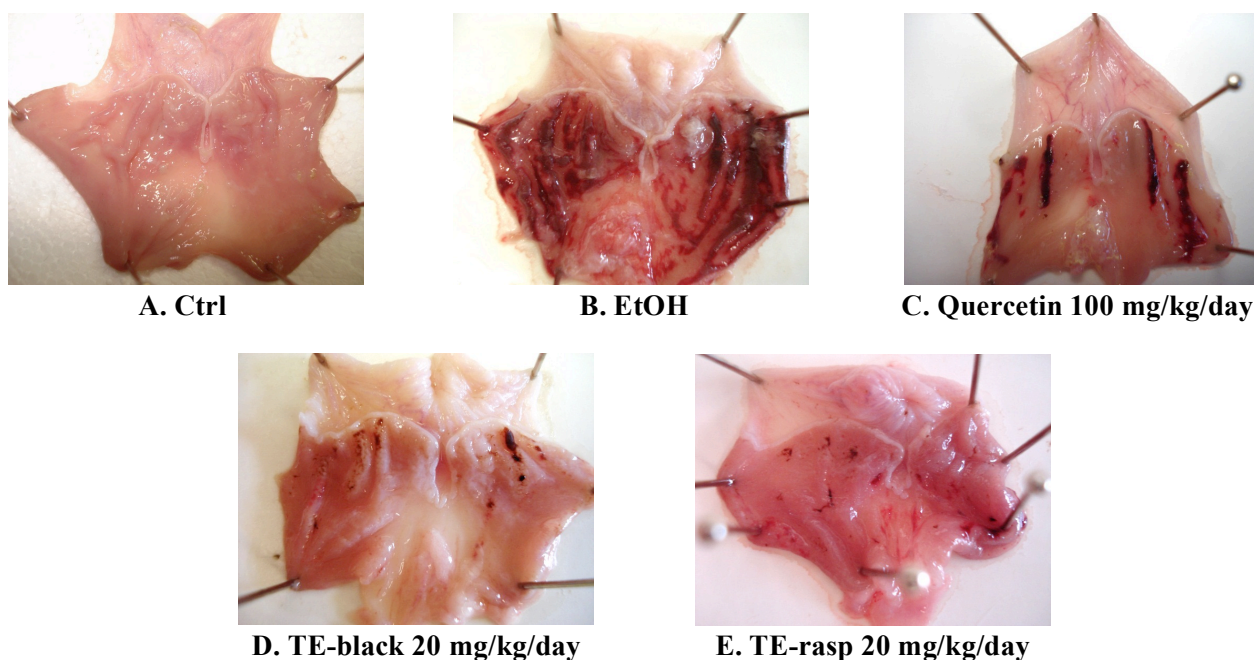 A. Ctrl
B. EtOH
C. Quercetin 100 mg/kg/day
D. TE-black 20 mg/kg/day
E. TE-rasp 20 mg/kg/day